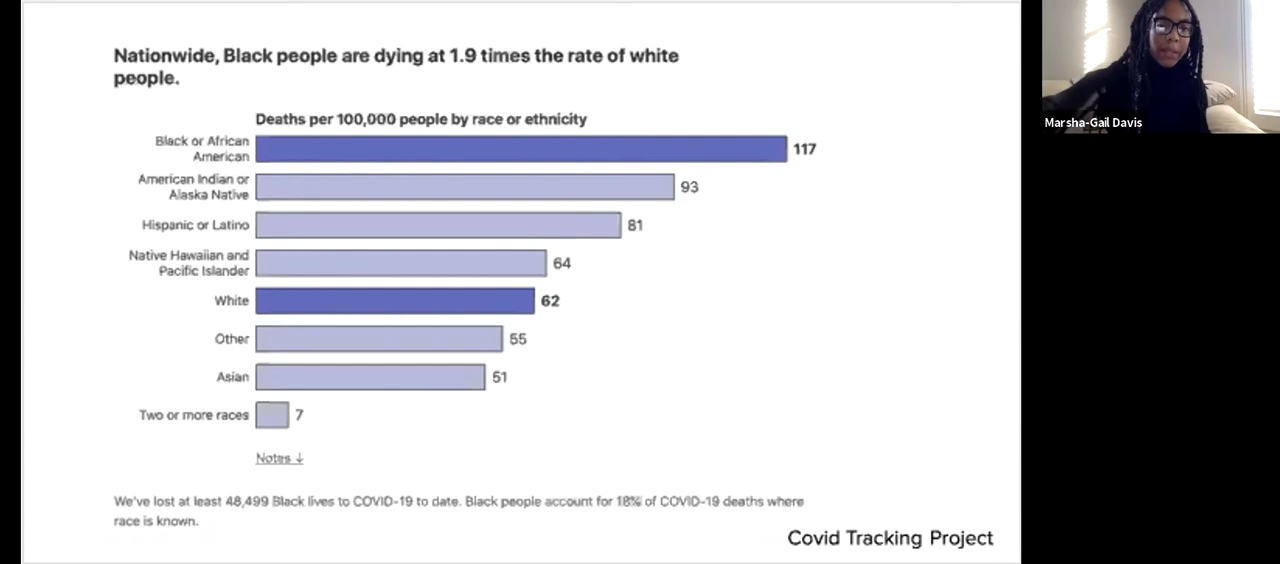 Nationwide, Black people are dying at 1.9 times the rate of white
people.
Deaths per 100,000 people by race or ethnicity
Black or African
American
117
American Indian or
Alaska Native
93
Hispanic or Latino
81
Native Hawaiian and
Pacific Islander
64
White
62
Other
55
Asian
51
Two or more races
7
Notes ↓
We've lost at least 48,499 Black lives to COVID-19 to date. Black people account for 18% of COVID-19 deaths where
race is known.
Covid Tracking Project
Marsha-Gail Davis